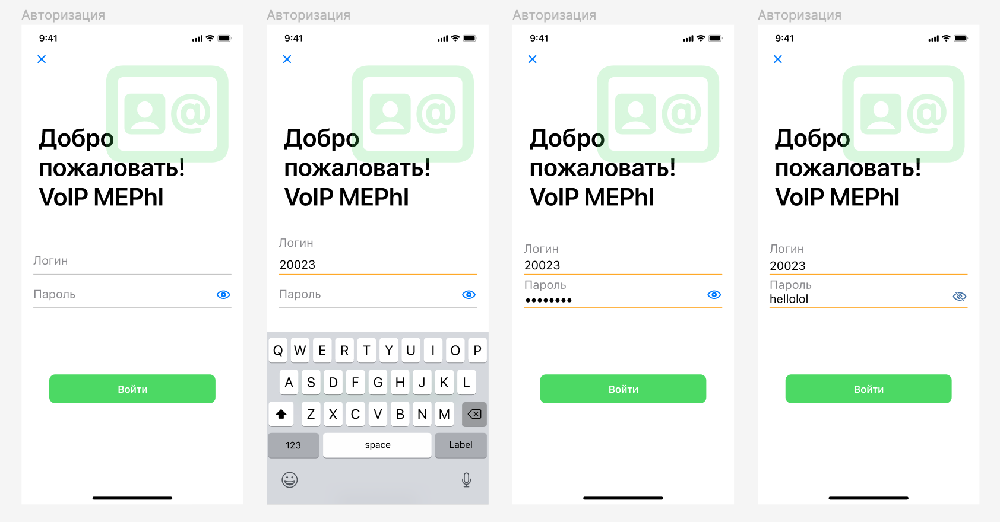 Авторизация
9:41
@
Добро
пожаловать!
VoIP MEPhI
Логин
Пароль
Войти
Авторизация
9:41
@
Добро
пожаловать!
VoIP MEPhI
Логин
20023
Пароль
Q W E R T Y U I O P
A S D F G H J K L
Z X C V B N M
123 space Label
Авторизация
9:41
@
Добро
пожаловать!
VoIP MEPhI
Логин
20023
Пароль
••••••••
Войти
Авторизация
9:41
@
Добро
пожаловать!
VoIP MEPhI
Логин
20023
Пароль
hellolol
Войти